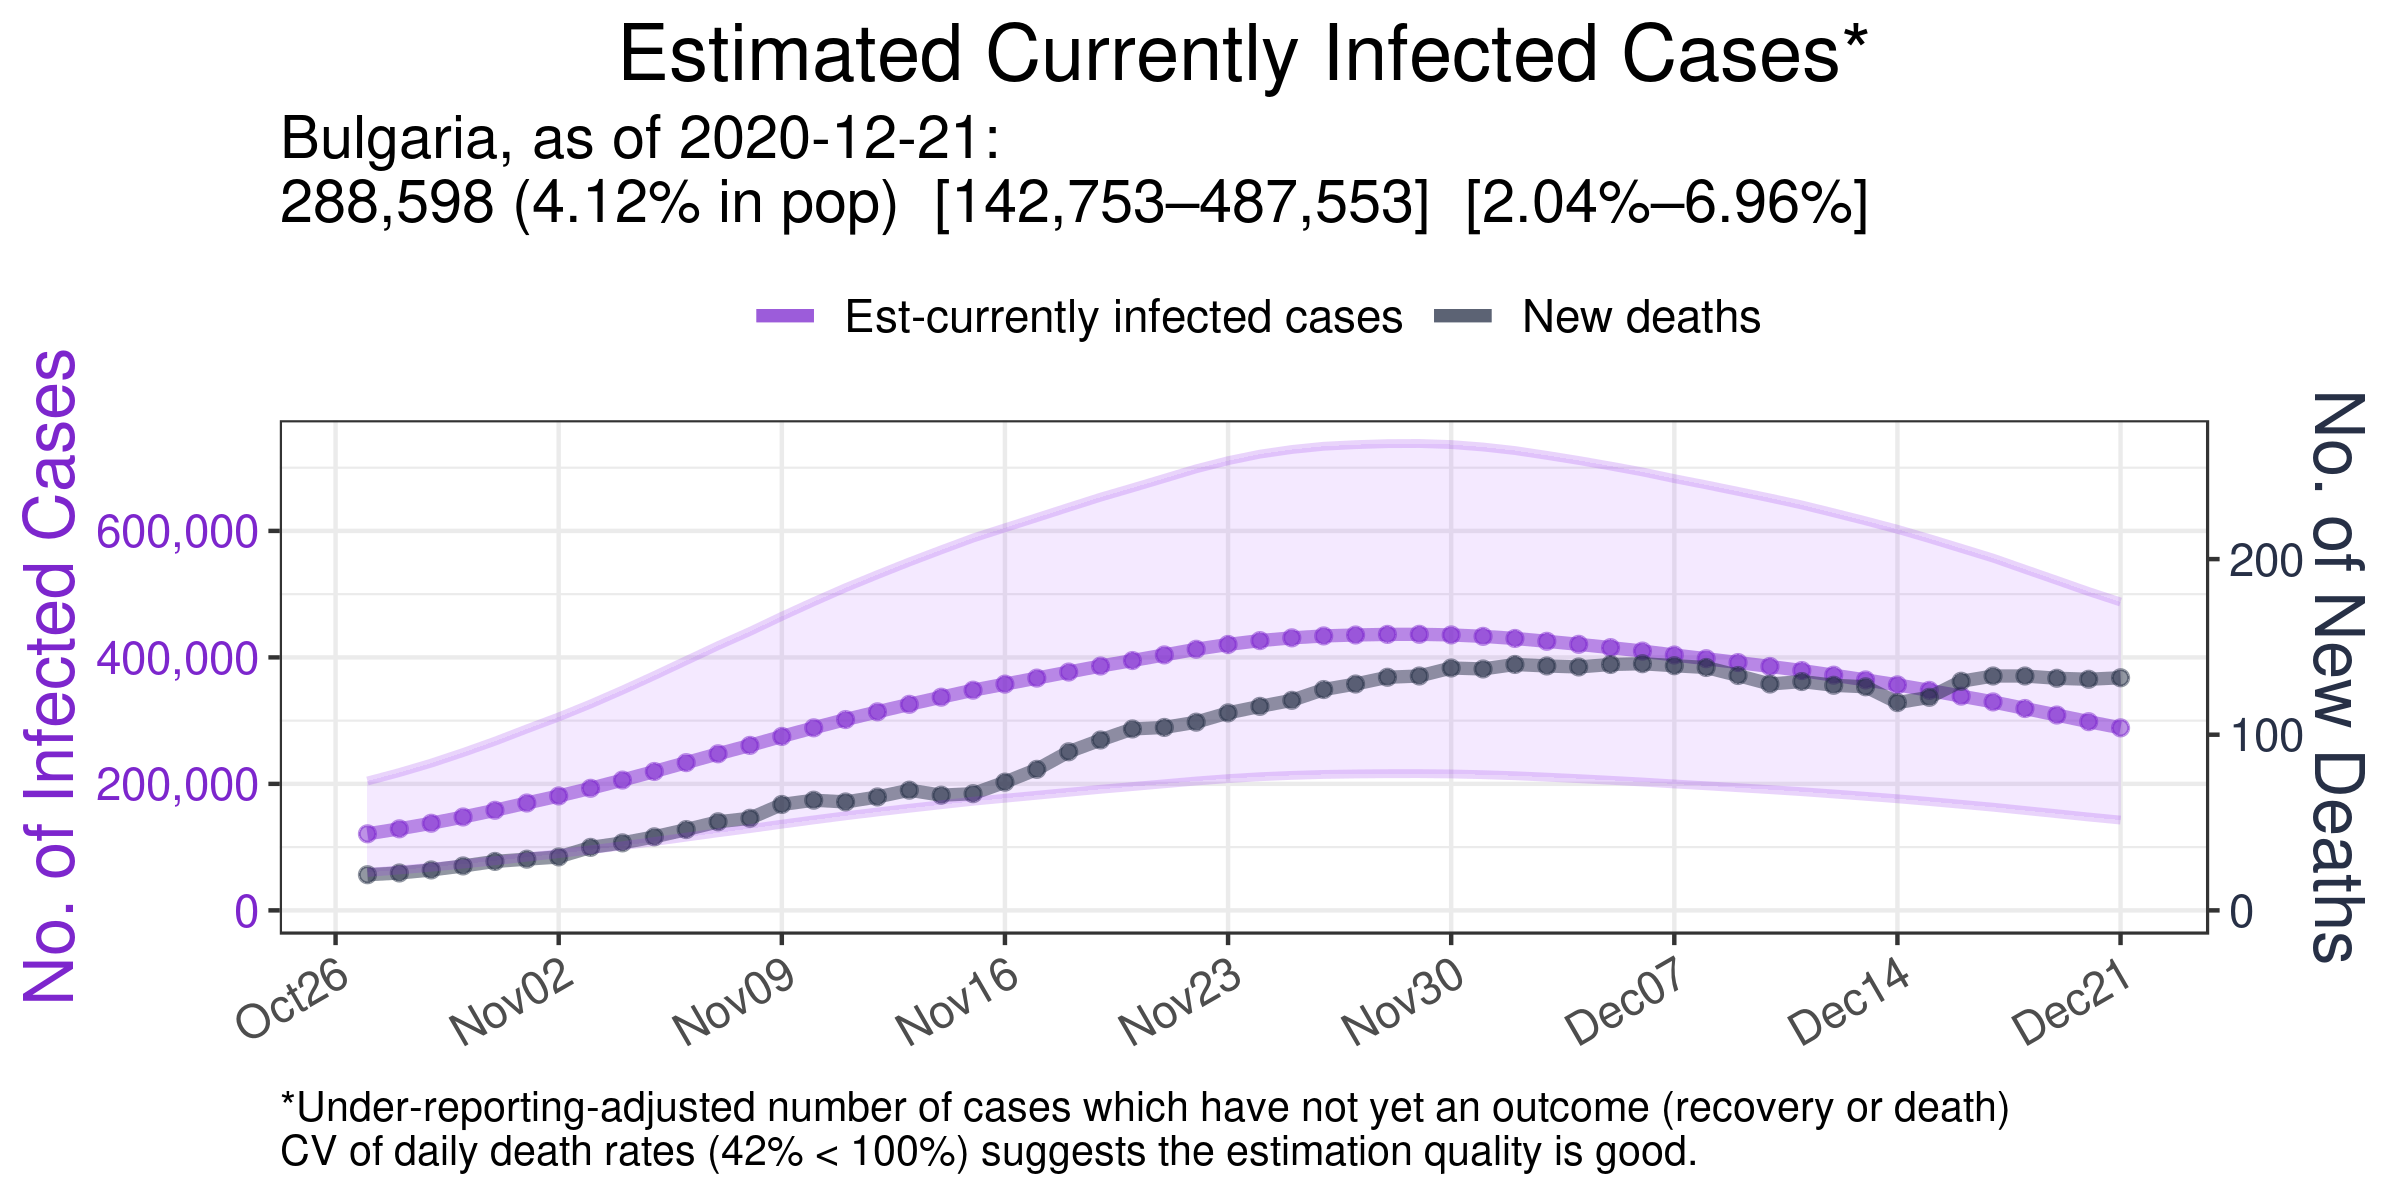 Estimated Currently Infected Cases*
Bulgaria, as of 2020-12-21:
288,598 (4.12% in pop)  [142,753–487,553]  [2.04%–6.96%]
Est-currently infected cases
New deaths
No. of Infected Cases
600,000
400,000
200,000
0
No. of New Deaths
200
100
0
Oct26
Nov02
Nov09
Nov16
Nov23
Nov30
Dec07
Dec14
Dec21
*Under-reporting-adjusted number of cases which have not yet an outcome (recovery or death)
CV of daily death rates (42% < 100%) suggests the estimation quality is good.